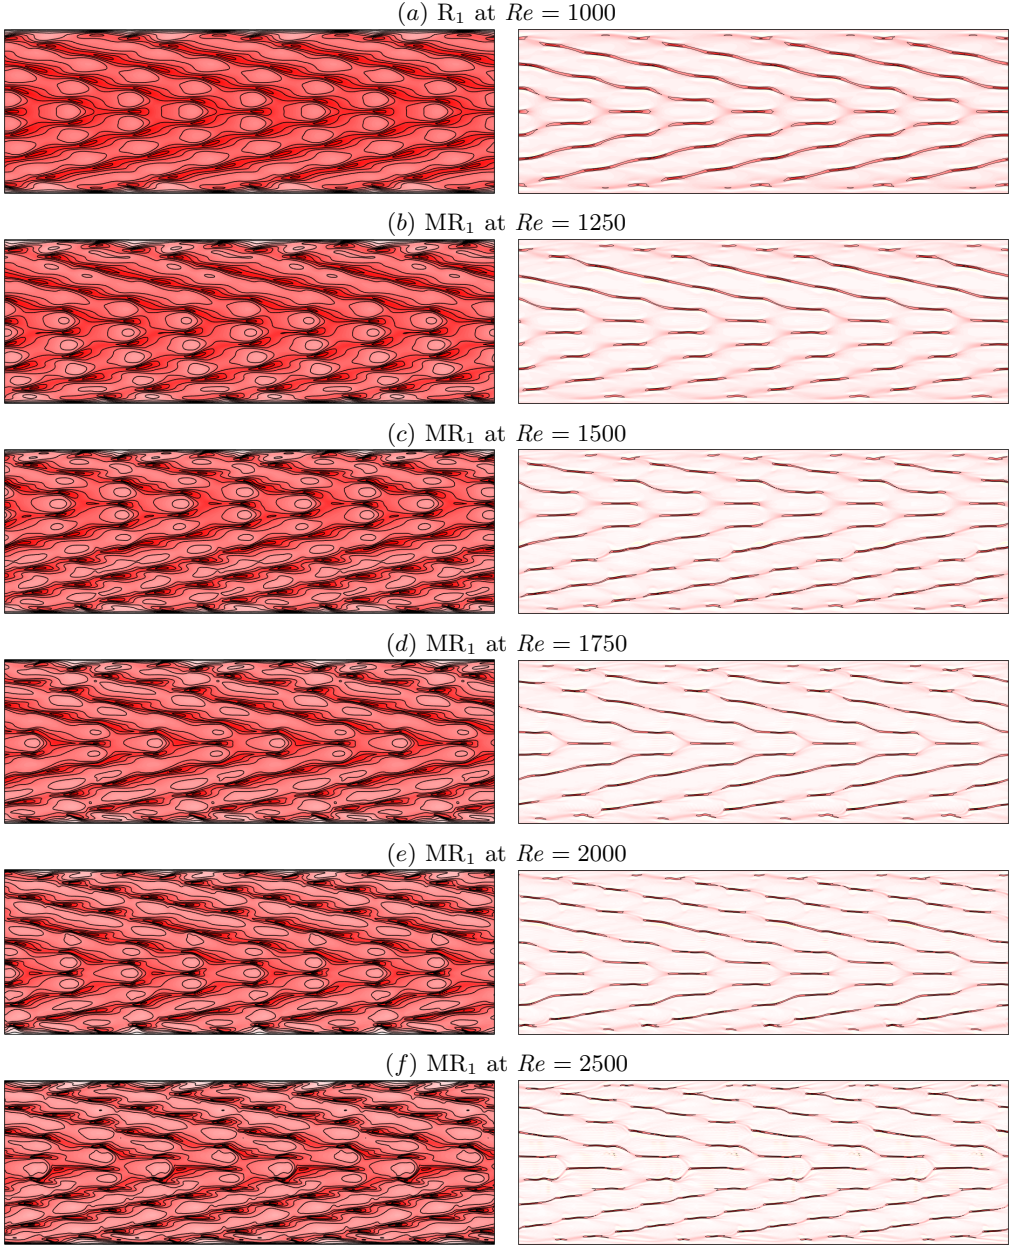 (a) R₁ at Re = 1000
(b) MR₁ at Re = 1250
(c) MR₁ at Re = 1500
(d) MR₁ at Re = 1750
(e) MR₁ at Re = 2000
(f) MR₁ at Re = 2500